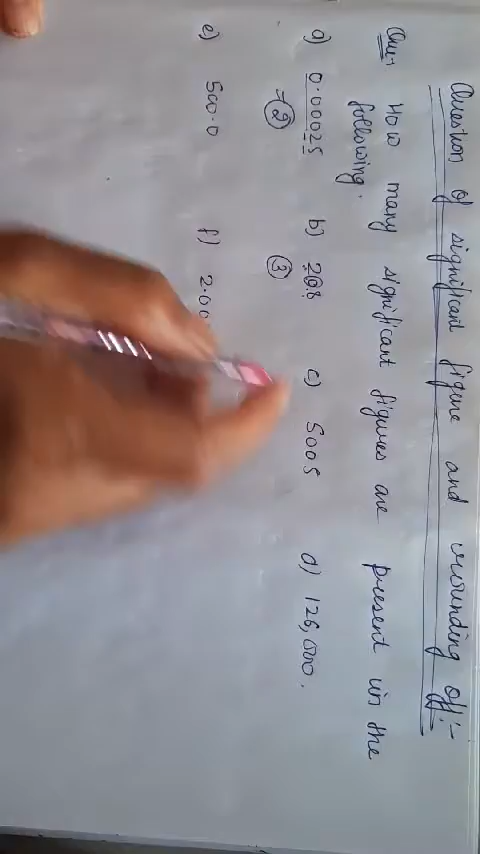 Question of significant figure and rounding off:-
Que:- How many significant figures are present in the
following.
a) 0.00025 b) 208 c) 5005 d) 126,000.
=2 3
e) 500.0 f) 2.00